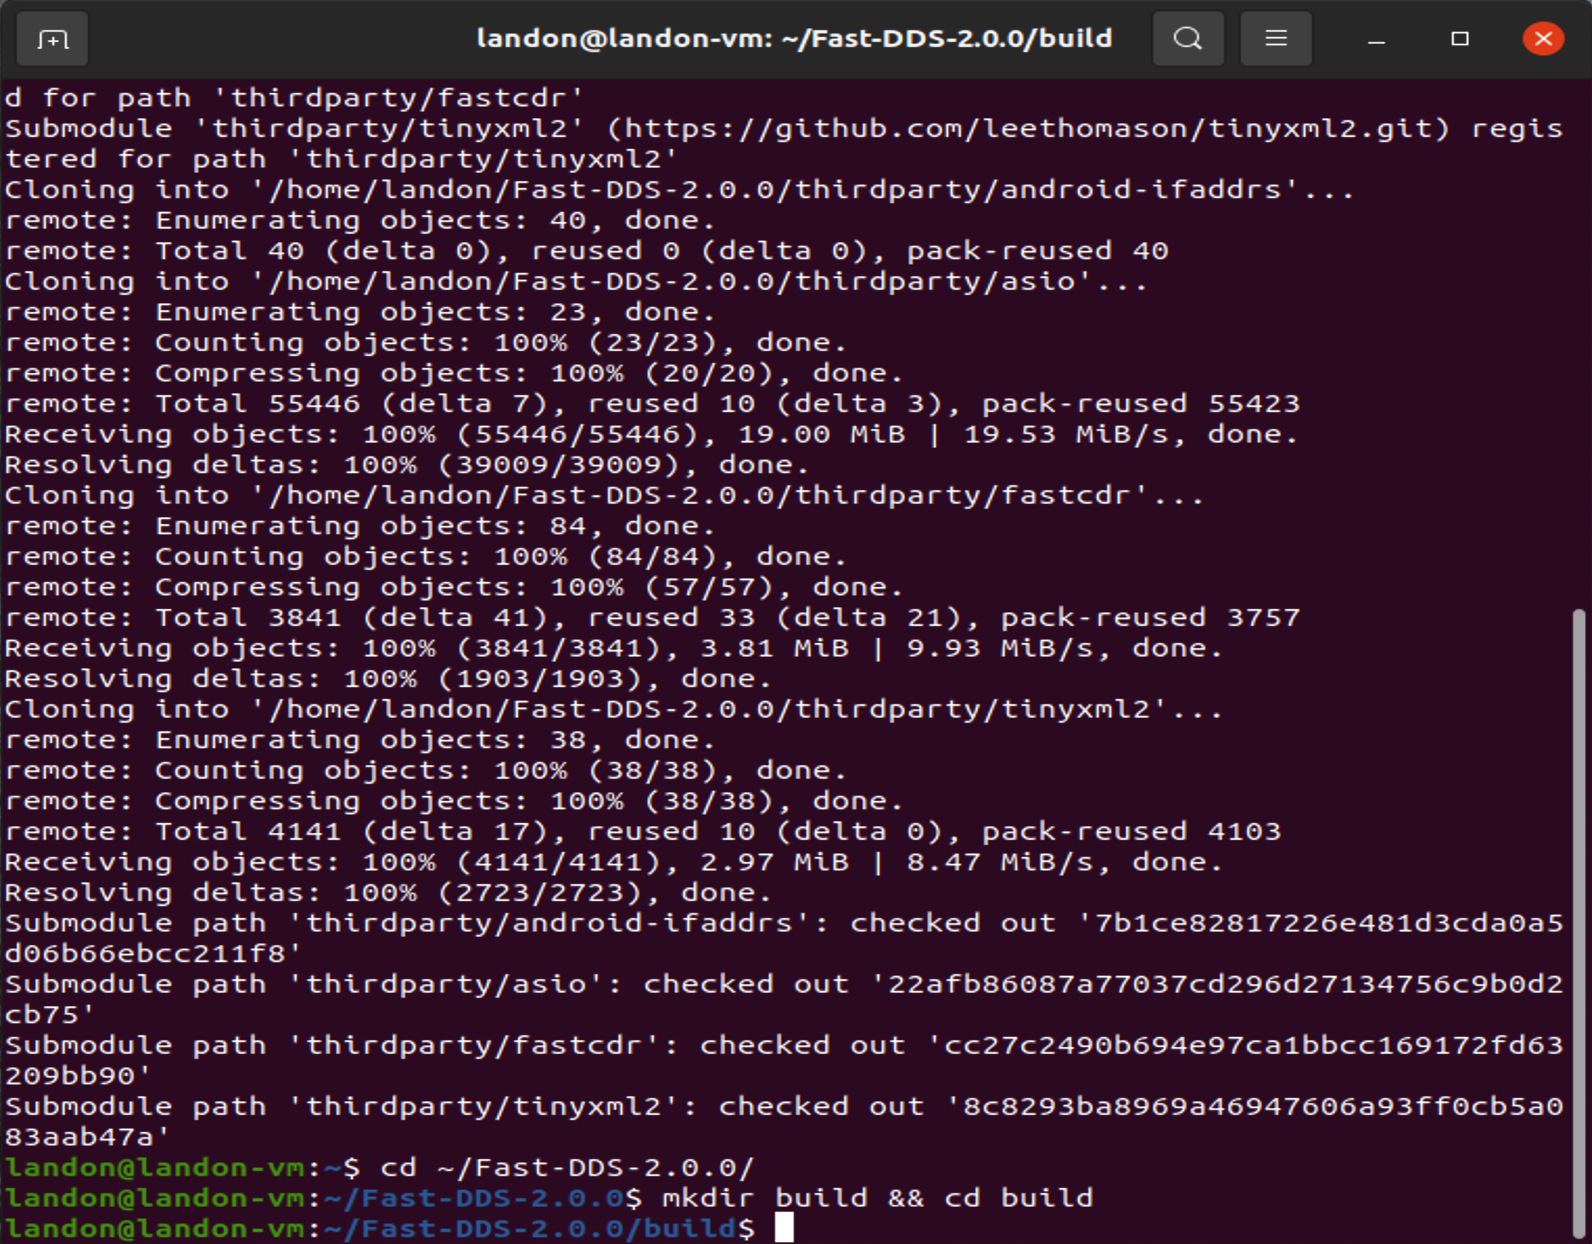 landon@landon-vm: ~/Fast-DDS-2.0.0/build
d for path 'thirdparty/fastcdr'
Submodule 'thirdparty/tinyxml2' (https://github.com/leethomason/tinyxml2.git) regis
tered for path 'thirdparty/tinyxml2'
Cloning into '/home/landon/Fast-DDS-2.0.0/thirdparty/android-ifaddrs'...
remote: Enumerating objects: 40, done.
remote: Total 40 (delta 0), reused 0 (delta 0), pack-reused 40
Cloning into '/home/landon/Fast-DDS-2.0.0/thirdparty/asio'...
remote: Enumerating objects: 23, done.
remote: Counting objects: 100% (23/23), done.
remote: Compressing objects: 100% (20/20), done.
remote: Total 55446 (delta 7), reused 10 (delta 3), pack-reused 55423
Receiving objects: 100% (55446/55446), 19.00 MiB | 19.53 MiB/s, done.
Resolving deltas: 100% (39009/39009), done.
Cloning into '/home/landon/Fast-DDS-2.0.0/thirdparty/fastcdr'...
remote: Enumerating objects: 84, done.
remote: Counting objects: 100% (84/84), done.
remote: Compressing objects: 100% (57/57), done.
remote: Total 3841 (delta 41), reused 33 (delta 21), pack-reused 3757
Receiving objects: 100% (3841/3841), 3.81 MiB | 9.93 MiB/s, done.
Resolving deltas: 100% (1903/1903), done.
Cloning into '/home/landon/Fast-DDS-2.0.0/thirdparty/tinyxml2'...
remote: Enumerating objects: 38, done.
remote: Counting objects: 100% (38/38), done.
remote: Compressing objects: 100% (38/38), done.
remote: Total 4141 (delta 17), reused 10 (delta 0), pack-reused 4103
Receiving objects: 100% (4141/4141), 2.97 MiB | 8.47 MiB/s, done.
Resolving deltas: 100% (2723/2723), done.
Submodule path 'thirdparty/android-ifaddrs': checked out '7b1ce82817226e481d3cda0a5
d06b66ebcc211f8'
Submodule path 'thirdparty/asio': checked out '22afb86087a77037cd296d27134756c9b0d2
cb75'
Submodule path 'thirdparty/fastcdr': checked out 'cc27c2490b694e97ca1bbcc169172fd63
209bb90'
Submodule path 'thirdparty/tinyxml2': checked out '8c8293ba8969a46947606a93ff0cb5a0
83aab47a'
landon@landon-vm:~$ cd ~/Fast-DDS-2.0.0/
landon@landon-vm:~/Fast-DDS-2.0.0$ mkdir build && cd build
landon@landon-vm:~/Fast-DDS-2.0.0/build$